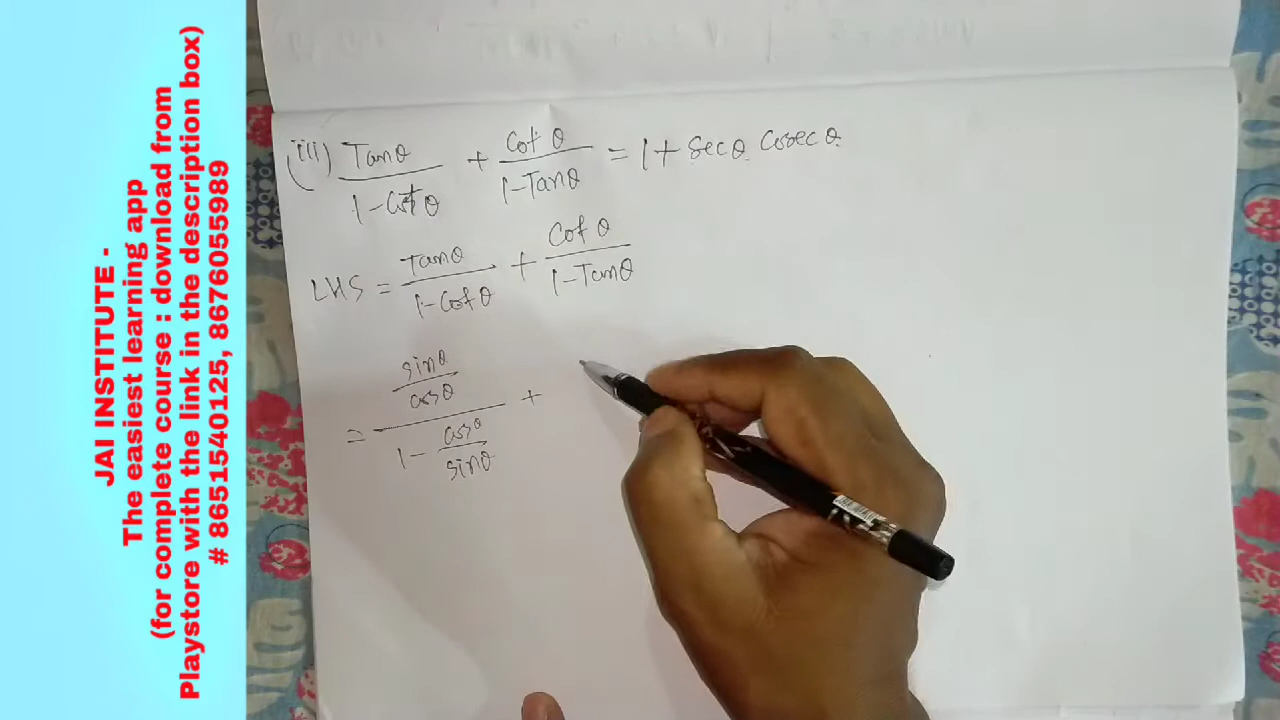 JAI INSTITUTE -
The easiest learning app
(for complete course : download from
Playstore with the link in the description box)
# 8651540125, 8676055989
(iii) Tanθ/1-Cotθ + Cotθ/1-Tanθ = 1 + secθ cosecθ
LHS = Tanθ/1-Cotθ + Cotθ/1-Tanθ
= sinθ/cosθ / 1 - cosθ/sinθ +